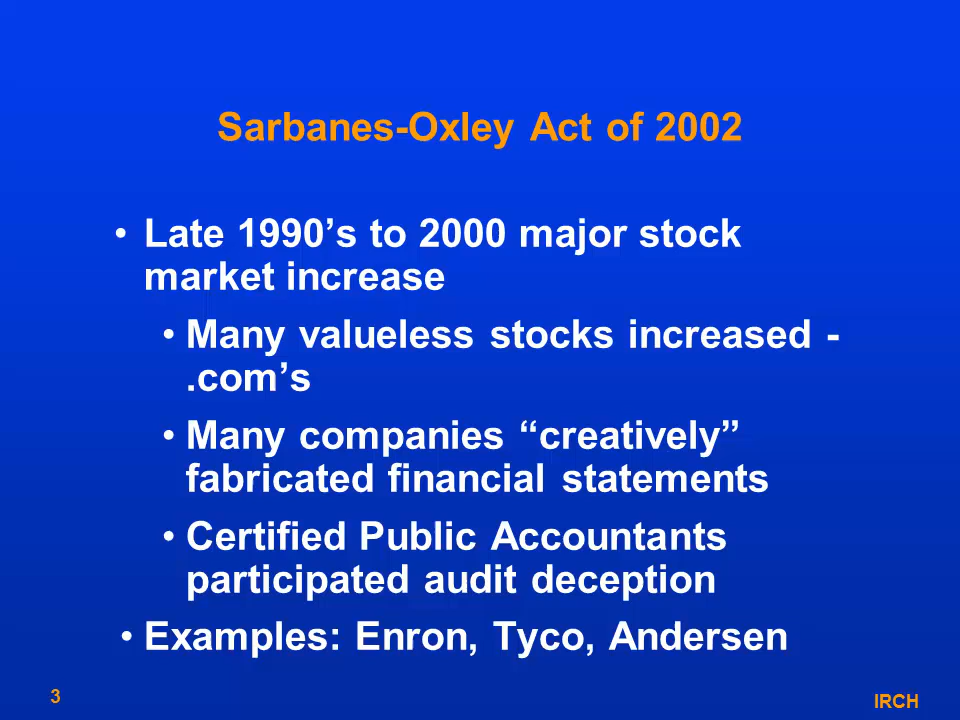 Sarbanes-Oxley Act of 2002
• Late 1990’s to 2000 major stock
market increase
• Many valueless stocks increased -
.com’s
• Many companies “creatively”
fabricated financial statements
• Certified Public Accountants
participated audit deception
• Examples: Enron, Tyco, Andersen
3
IRCH